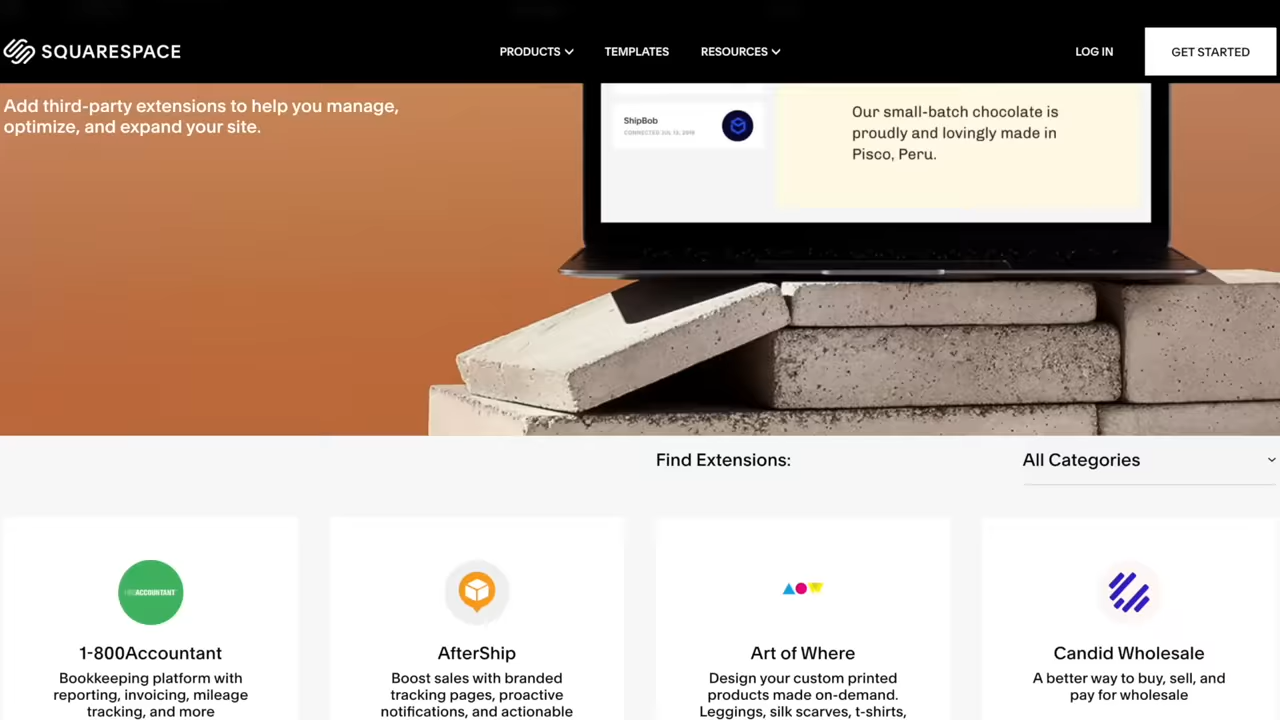 SQUARESPACE
PRODUCTS
TEMPLATES
RESOURCES
LOG IN
GET STARTED
Add third-party extensions to help you manage,
optimize, and expand your site.
ShipBob
CONNECTED JUL 13, 2019
Our small-batch chocolate is
proudly and lovingly made in
Pisco, Peru.
Find Extensions:
All Categories
ACCOUNTANT
1-800Accountant
Bookkeeping platform with
reporting, invoicing, mileage
tracking, and more
AfterShip
Boost sales with branded
tracking pages, proactive
notifications, and actionable
Art of Where
Design your custom printed
products made on-demand.
Leggings, silk scarves, t-shirts,
Candid Wholesale
A better way to buy, sell, and
pay for wholesale